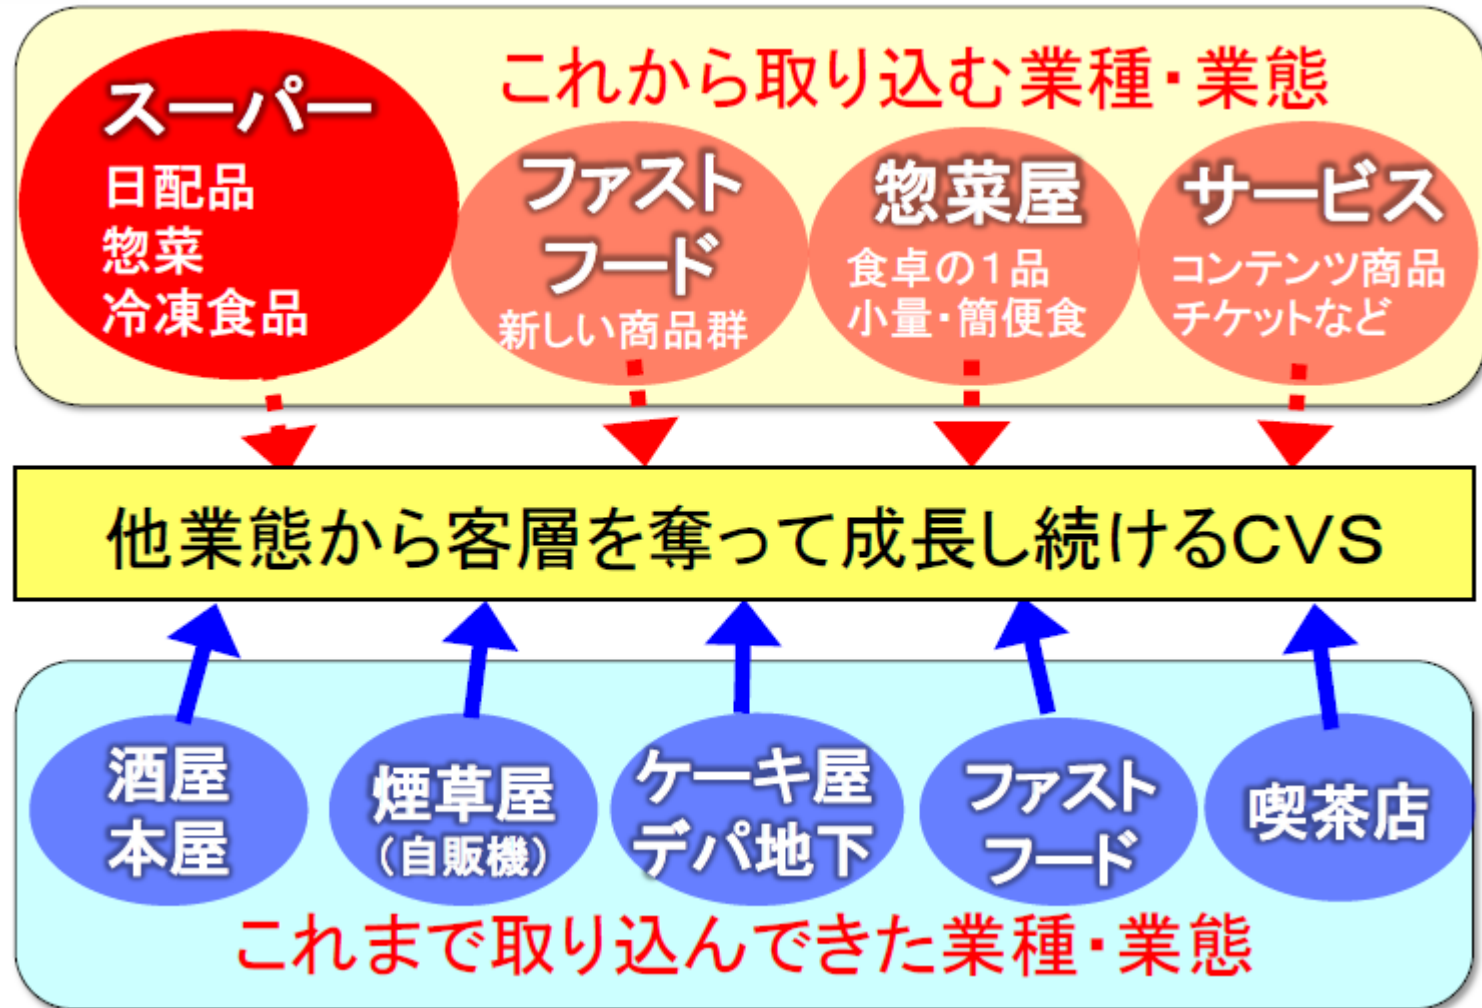 これから取り込む業種・業態
スーパー
日配品
惣菜
冷凍食品
ファスト
フード
新しい商品群
惣菜屋
食卓の１品
小量・簡便食
サービス
コンテンツ商品
チケットなど
他業態から客層を奪って成長し続けるCVS
酒屋
本屋
煙草屋
（自販機）
ケーキ屋
デパ地下
ファスト
フード
喫茶店
これまで取り込んできた業種・業態